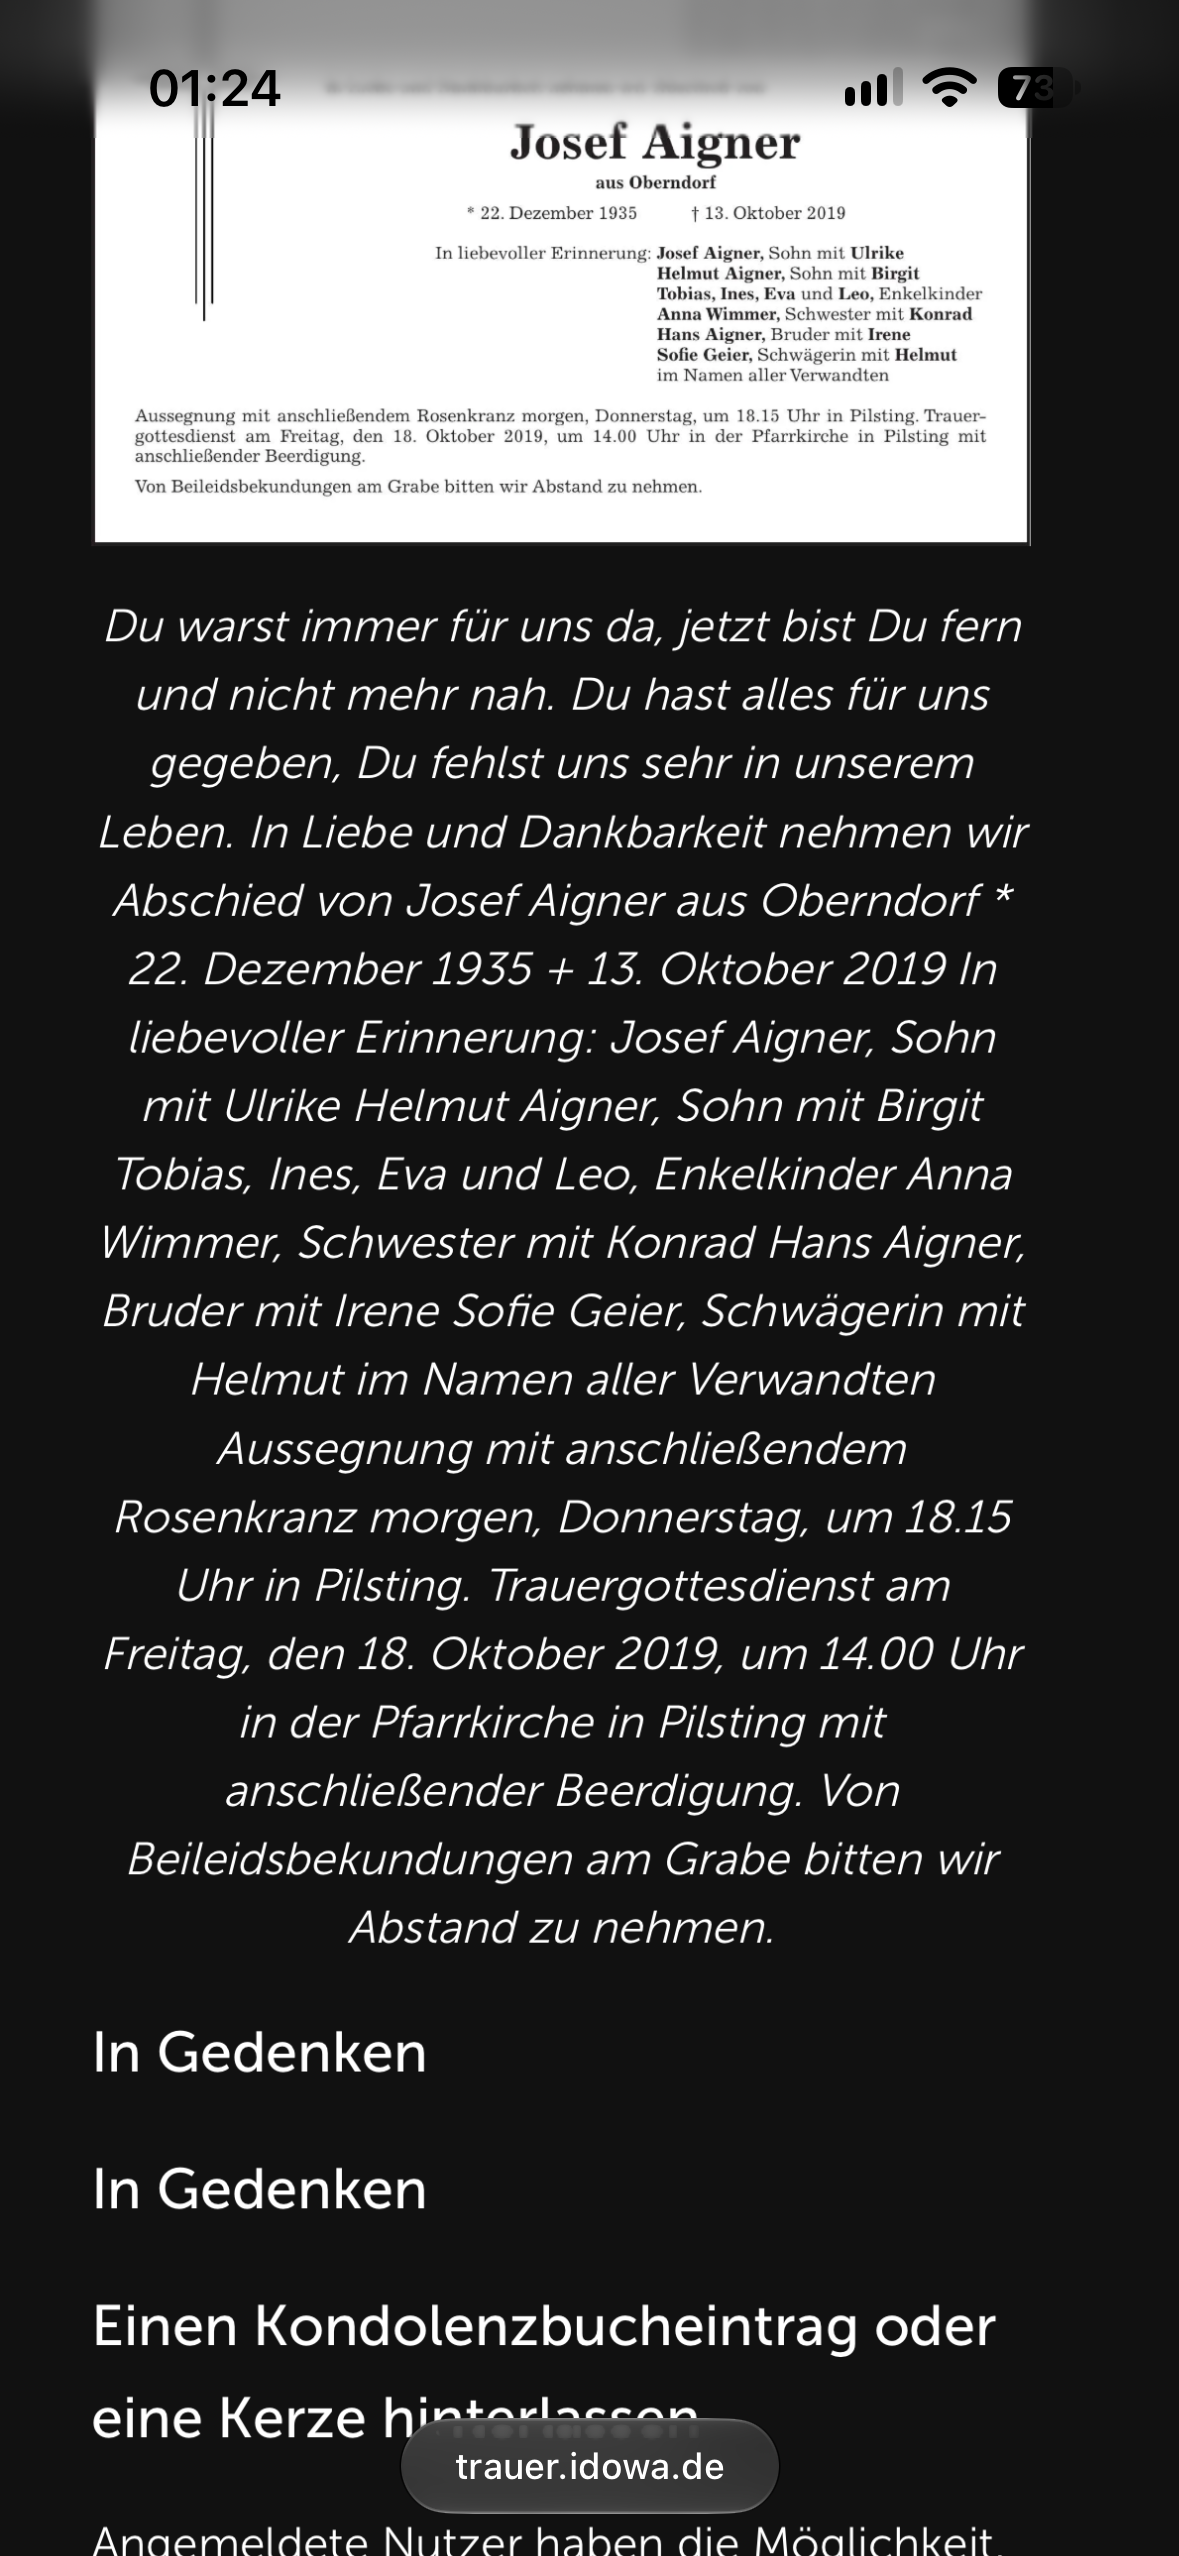 01:24
73
Josef Aigner
aus Oberndorf
* 22. Dezember 1935 † 13. Oktober 2019
In liebevoller Erinnerung: Josef Aigner, Sohn mit Ulrike
Helmut Aigner, Sohn mit Birgit
Tobias, Ines, Eva und Leo, Enkelkinder
Anna Wimmer, Schwester mit Konrad
Hans Aigner, Bruder mit Irene
Sofie Geier, Schwägerin mit Helmut
im Namen aller Verwandten
Aussegnung mit anschließendem Rosenkranz morgen, Donnerstag, um 18.15 Uhr in Pilsting. Trauer-
gottesdienst am Freitag, den 18. Oktober 2019, um 14.00 Uhr in der Pfarrkirche in Pilsting mit
anschließender Beerdigung.
Von Beileidsbekundungen am Grabe bitten wir Abstand zu nehmen.
Du warst immer für uns da, jetzt bist Du fern
und nicht mehr nah. Du hast alles für uns
gegeben, Du fehlst uns sehr in unserem
Leben. In Liebe und Dankbarkeit nehmen wir
Abschied von Josef Aigner aus Oberndorf *
22. Dezember 1935 + 13. Oktober 2019 In
liebevoller Erinnerung: Josef Aigner, Sohn
mit Ulrike Helmut Aigner, Sohn mit Birgit
Tobias, Ines, Eva und Leo, Enkelkinder Anna
Wimmer, Schwester mit Konrad Hans Aigner,
Bruder mit Irene Sofie Geier, Schwägerin mit
Helmut im Namen aller Verwandten
Aussegnung mit anschließendem
Rosenkranz morgen, Donnerstag, um 18.15
Uhr in Pilsting. Trauergottesdienst am
Freitag, den 18. Oktober 2019, um 14.00 Uhr
in der Pfarrkirche in Pilsting mit
anschließender Beerdigung. Von
Beileidsbekundungen am Grabe bitten wir
Abstand zu nehmen.
In Gedenken
In Gedenken
Einen Kondolenzbucheintrag oder
eine Kerze hinterlassen
trauer.idowa.de
Angemeldete Nutzer haben die Möglichkeit,